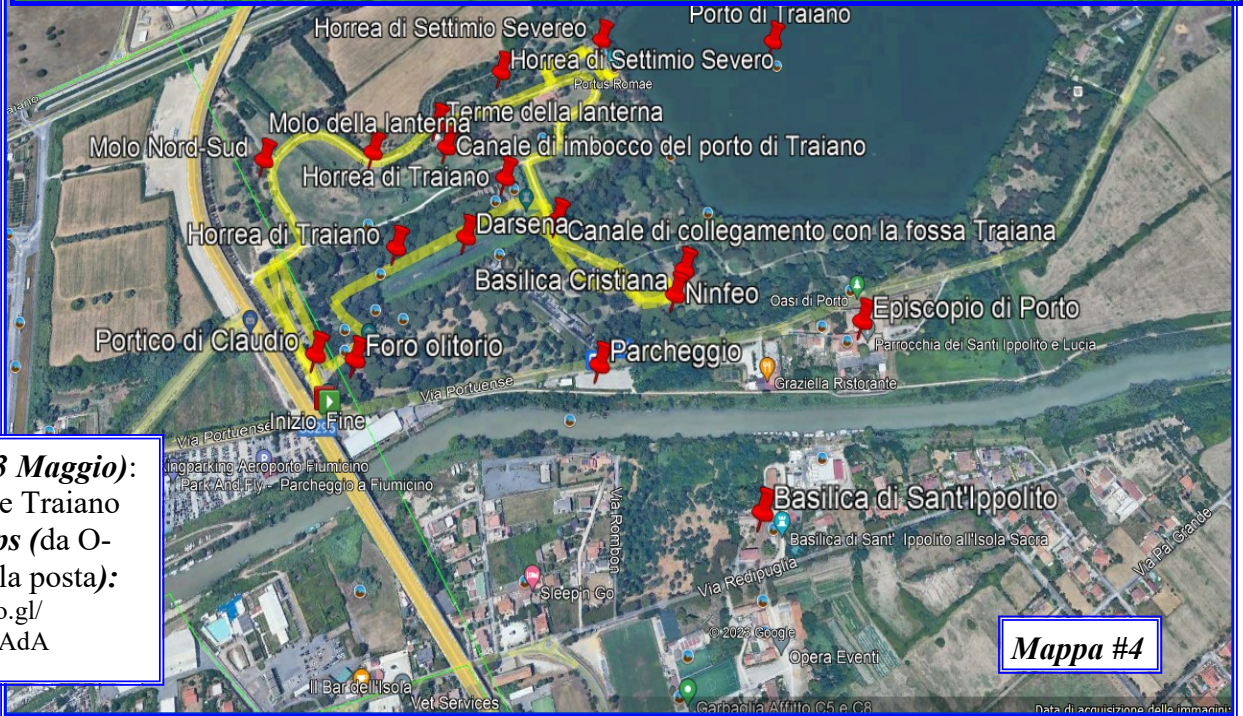 Porto di Traiano
Horrea di Settimio Severeo
Horrea di Settimio Severo
Portus Romae
Terme della lanterna
Molo della lanterna
Molo Nord-Sud
Canale di imbocco del porto di Traiano
Horrea di Traiano
Darsena
Canale di collegamento con la fossa Traiana
Horrea di Traiano
Basilica Cristiana
Ninfeo
Oasi di Porto
Episcopio di Porto
Portico di Claudio
Foro olitorio
Parrocchia dei Santi Ippolito e Lucia
Parcheggio
Graziella Ristorante
Via Portuense
Inizio Fine
Via Portuense
3 Maggio):
e Traiano
ps (da O-
la posta):
o.gl/
AdA
ingparking Aeroporto Fiumicino
Park And Fly - Parcheggio a Fiumicino
Via Rombon
Basilica di Sant'Ippolito
Basilica di Sant' Ippolito all'Isola Sacra
Via Pal Grande
Via Redipuglia
Sleep'n Go
© 2023 Google
Opera Eventi
Mappa #4
Il Bar dell'Isola
Vet Services
Garbaglia Affitto C5 e C8
Data di acquisizione delle immagini: